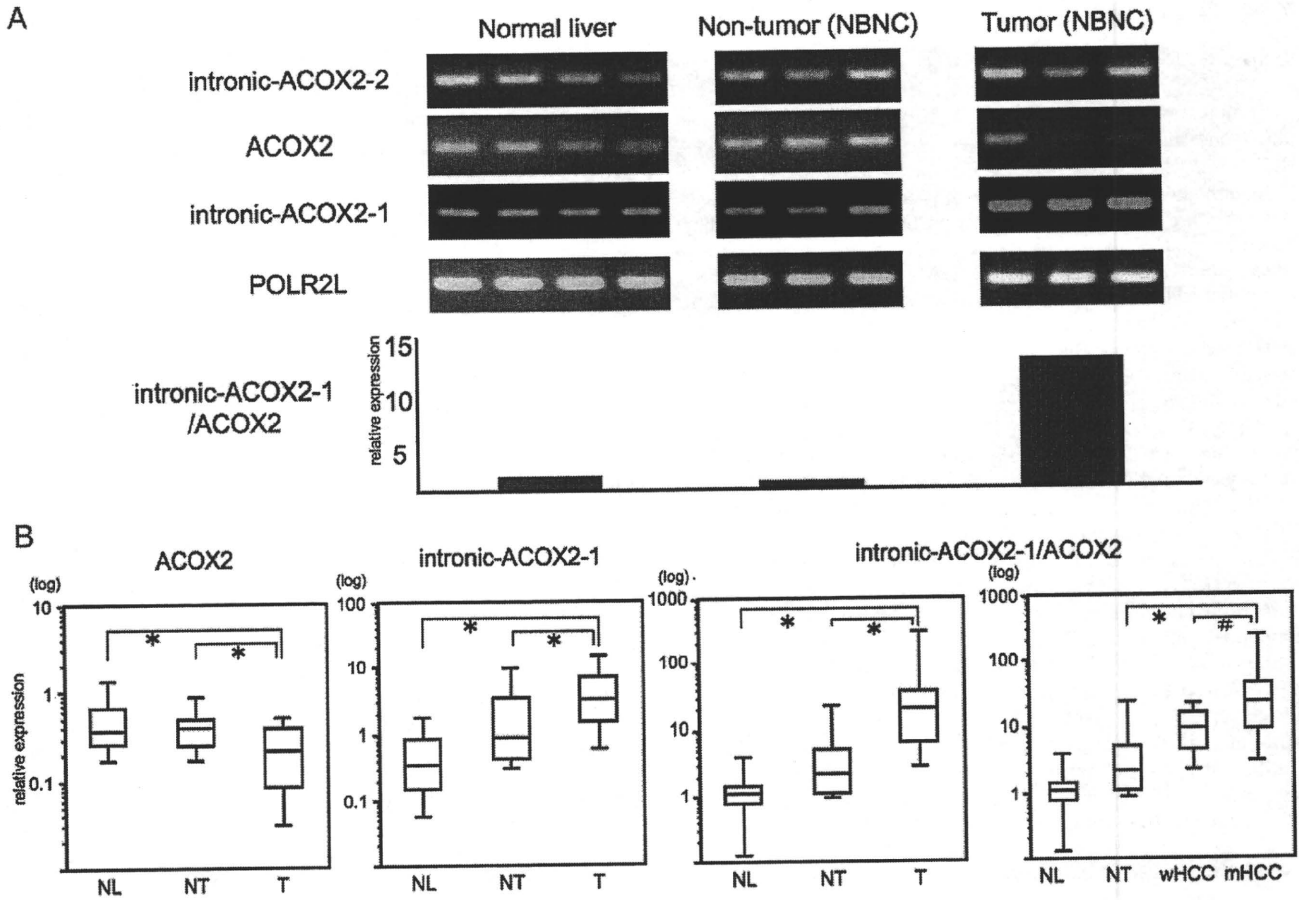 A
Normal liver
Non-tumor (NBNC)
Tumor (NBNC)
intronic-ACOX2-2
ACOX2
intronic-ACOX2-1
POLR2L
intronic-ACOX2-1
/ACOX2
relative expression
15
10
5
B
ACOX2
(log)
relative expression
10
1
0.1
*
*
NL NT T
intronic-ACOX2-1
(log)
100
10
1
0.1
*
*
NL NT T
intronic-ACOX2-1/ACOX2
(log)
1000
100
10
1
*
*
NL NT T
(log)
1000
100
10
1
*
#
NL NT wHCC mHCC